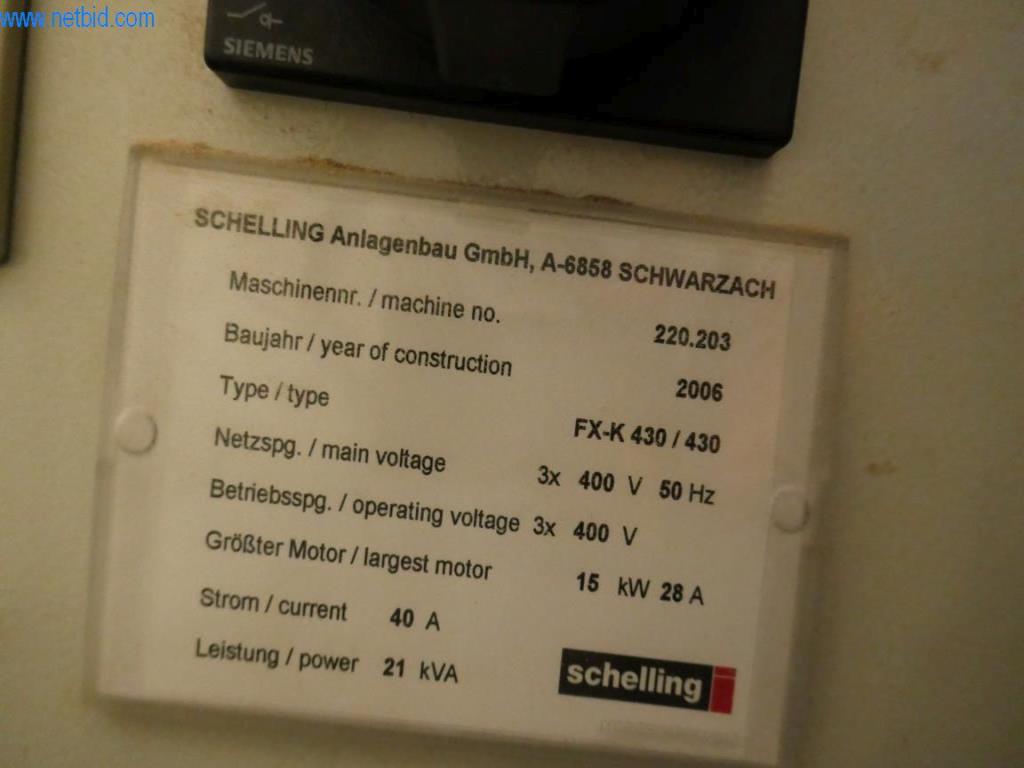 www.netbid.com
SIEMENS
SCHELLING Anlagenbau GmbH, A-6858 SCHWARZACH
Maschinennr. / machine no. 220.203
Baujahr / year of construction 2006
Type / type FX-K 430 / 430
Netzspg. / main voltage 3x 400 V 50 Hz
Betriebsspg. / operating voltage 3x 400 V
Größter Motor / largest motor 15 kW 28 A
Strom / current 40 A
Leistung / power 21 kVA
schelling